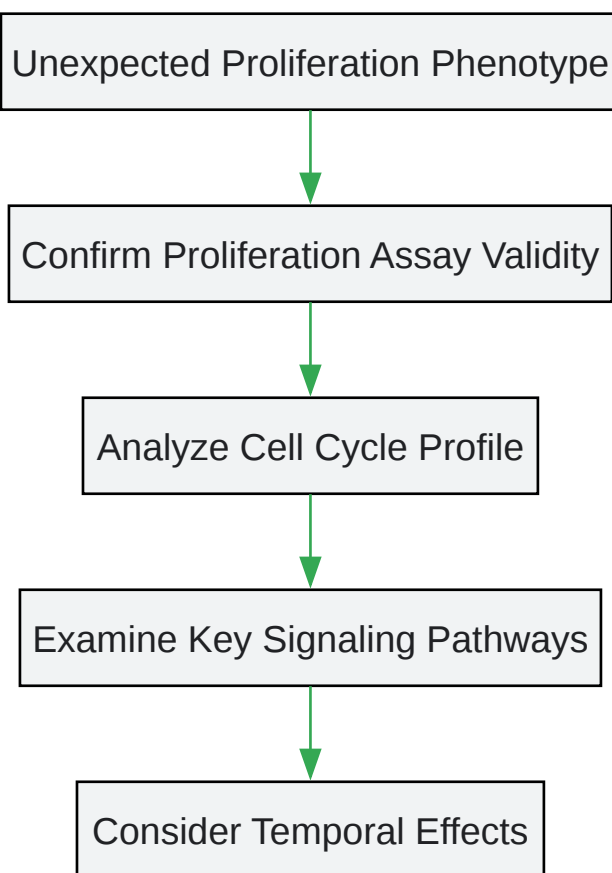 Unexpected Proliferation Phenotype
Confirm Proliferation Assay Validity
Analyze Cell Cycle Profile
Examine Key Signaling Pathways
Consider Temporal Effects